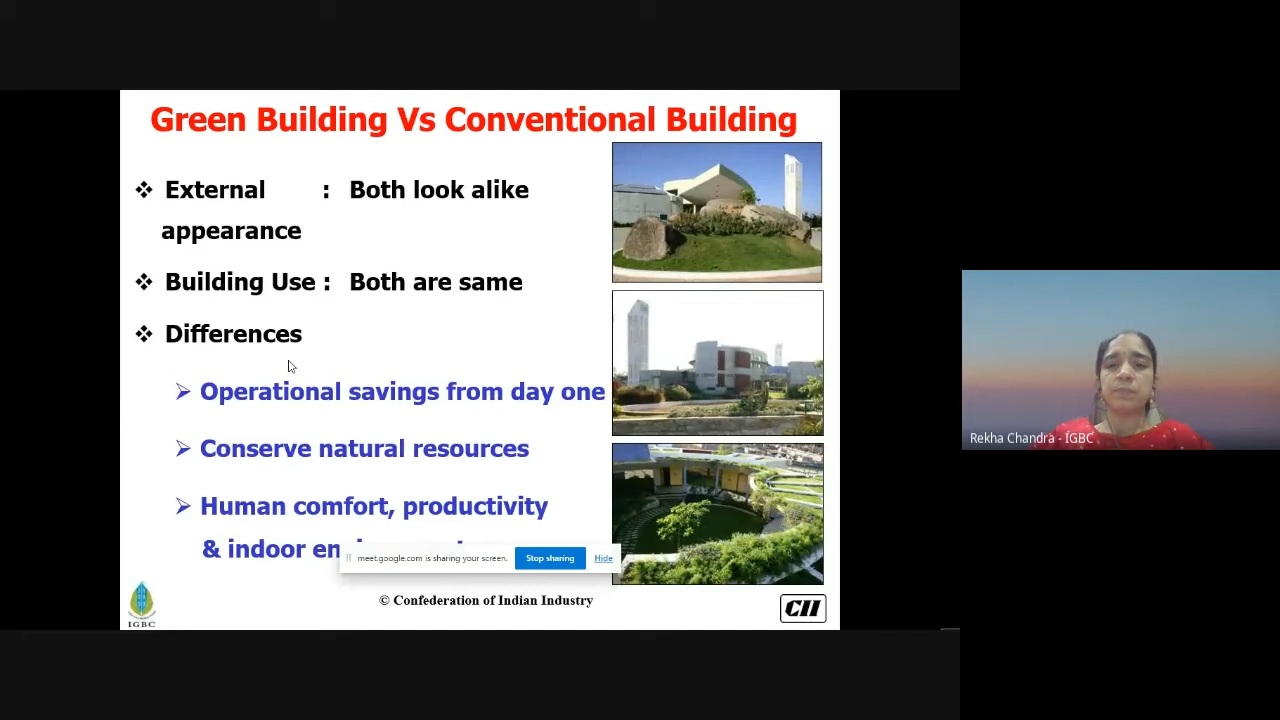 Green Building Vs Conventional Building
❖ External : Both look alike
appearance
❖ Building Use : Both are same
❖ Differences
➢ Operational savings from day one
➢ Conserve natural resources
➢ Human comfort, productivity
& indoor
meet.google.com is sharing your screen. Stop sharing Hide
© Confederation of Indian Industry
IGBC
CII
Rekha Chandra - IGBC